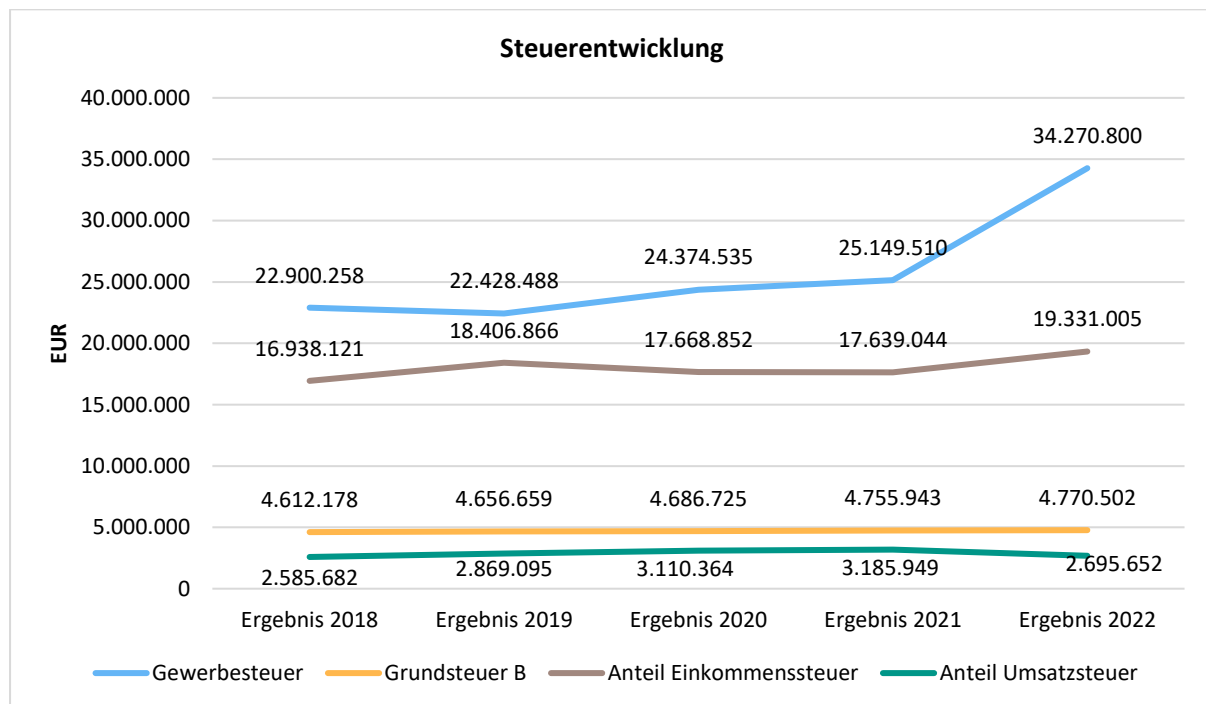 Steuerentwicklung
EUR
40.000.000
35.000.000
30.000.000
25.000.000
20.000.000
15.000.000
10.000.000
5.000.000
0
22.900.258
22.428.488
24.374.535
25.149.510
34.270.800
16.938.121
18.406.866
17.668.852
17.639.044
19.331.005
4.612.178
4.656.659
4.686.725
4.755.943
4.770.502
2.585.682
2.869.095
3.110.364
3.185.949
2.695.652
Ergebnis 2018
Ergebnis 2019
Ergebnis 2020
Ergebnis 2021
Ergebnis 2022
Gewerbesteuer
Grundsteuer B
Anteil Einkommenssteuer
Anteil Umsatzsteuer